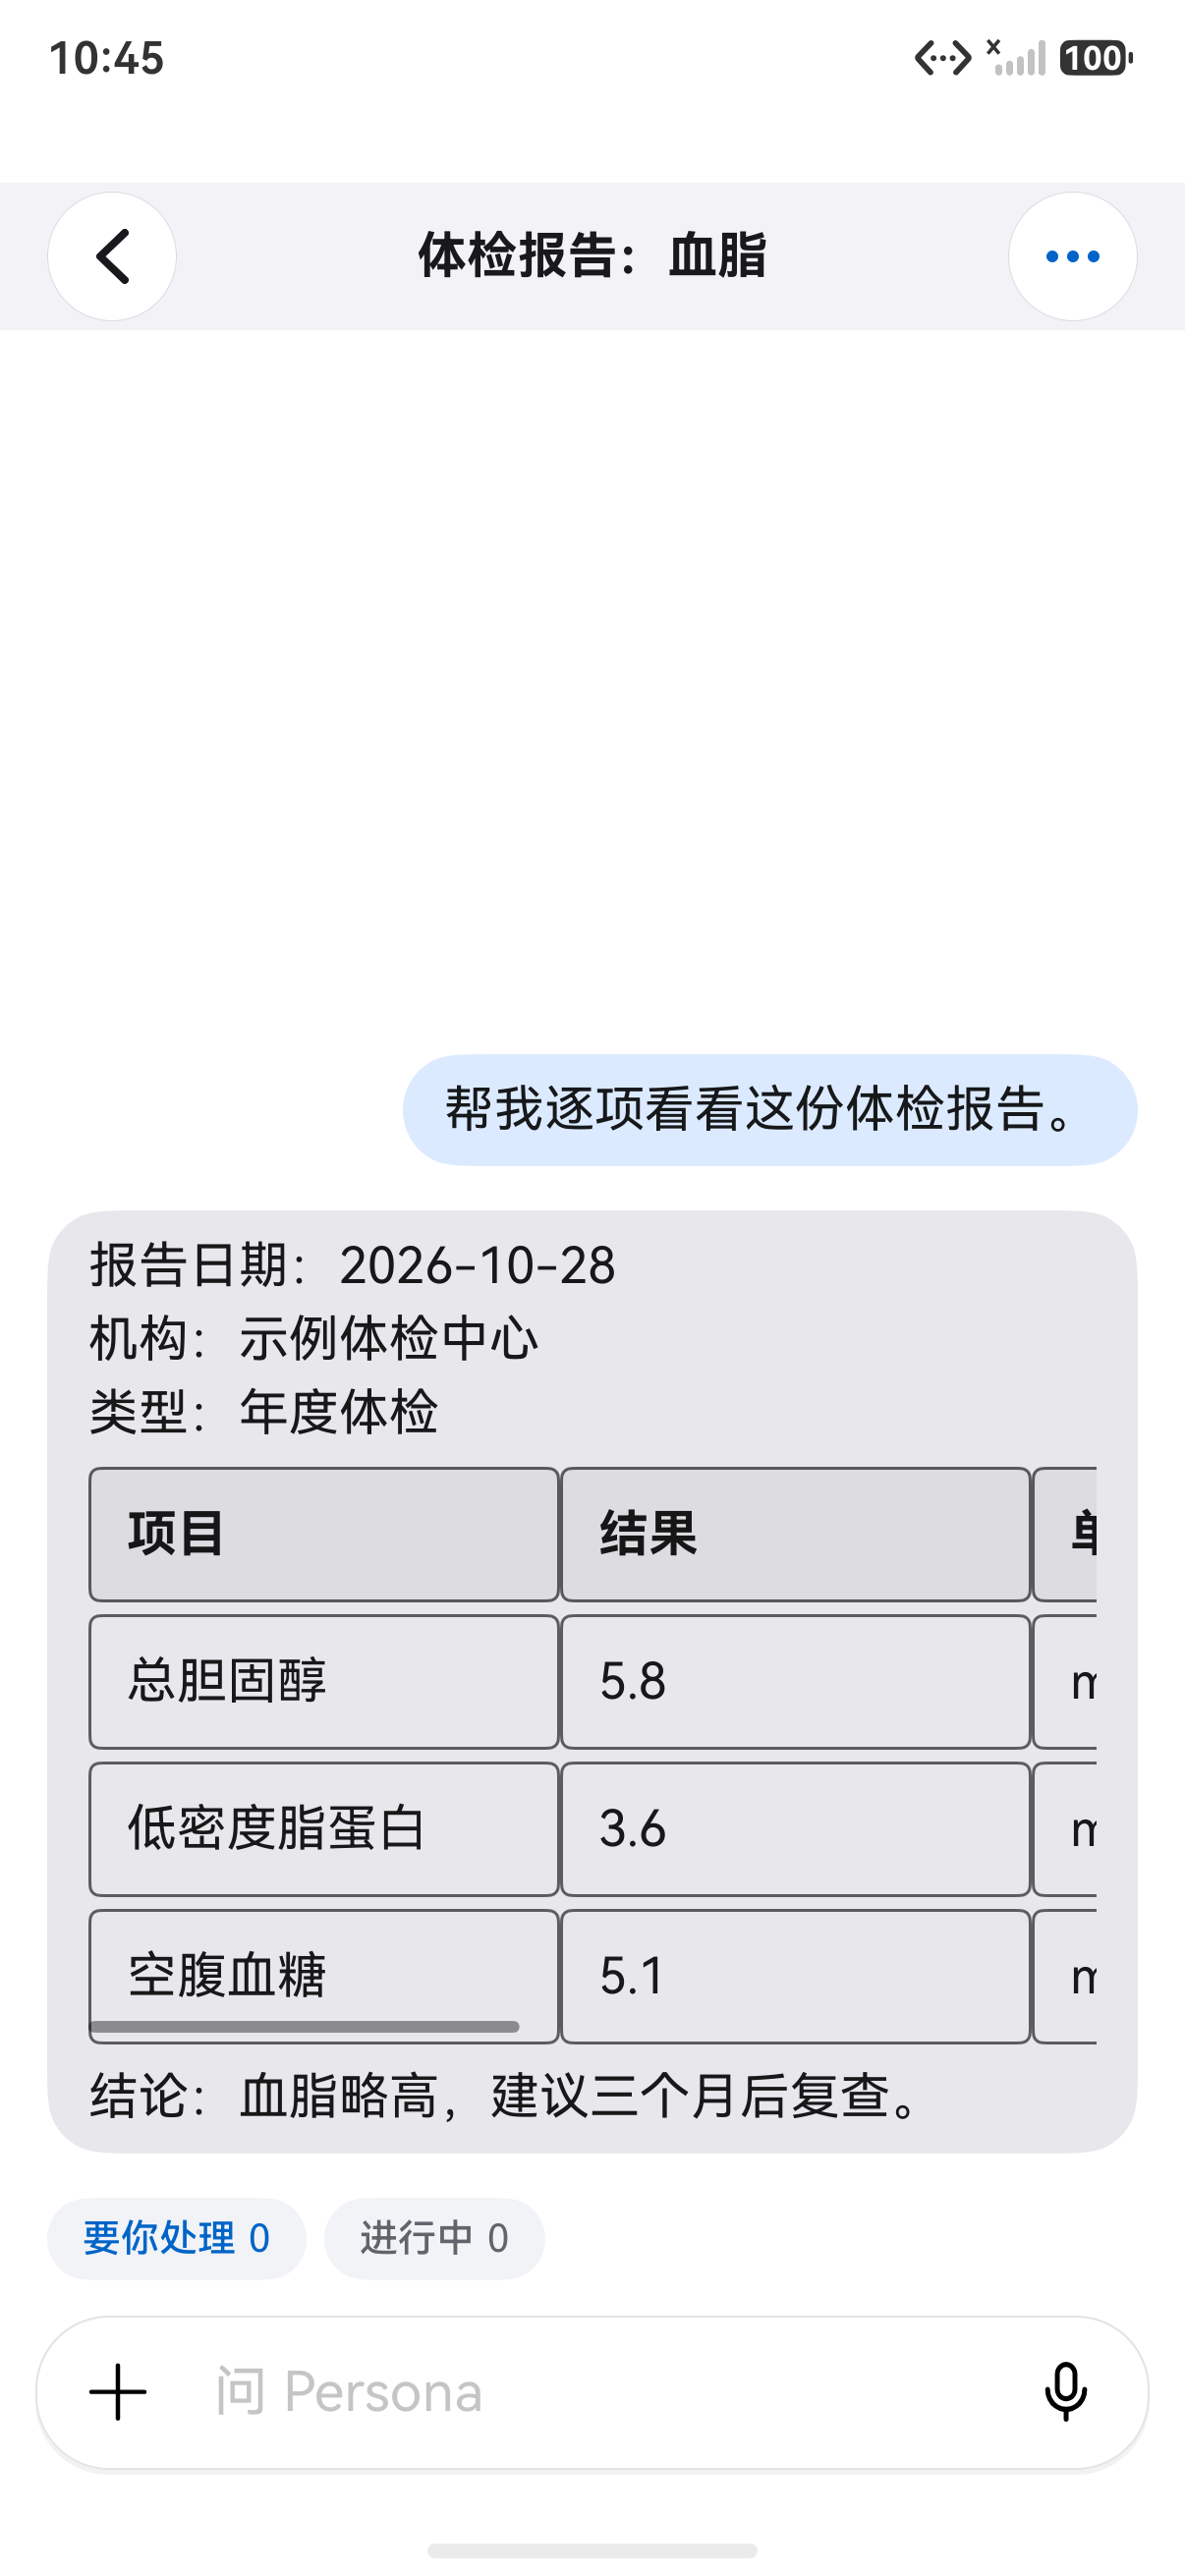 10:45
100
体检报告：血脂
帮我逐项看看这份体检报告。
报告日期：2026-10-28
机构：示例体检中心
类型：年度体检
项目 结果
总胆固醇 5.8
低密度脂蛋白 3.6
空腹血糖 5.1
结论：血脂略高，建议三个月后复查。
要你处理 0 进行中 0
问 Persona